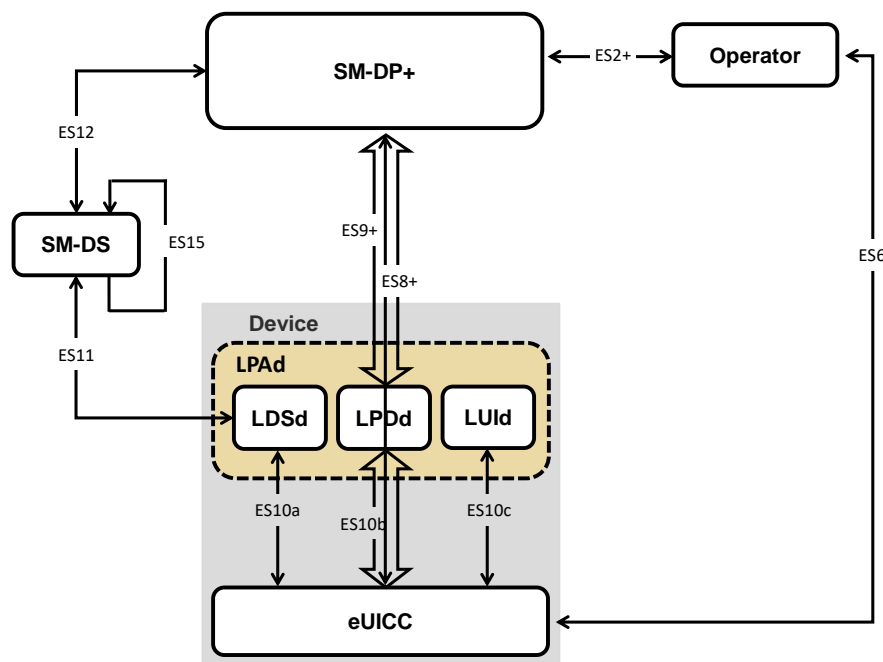 SM-DP+
ES2+
Operator
ES12
ES9+
SM-DS
ES15
ES6
ES8+
Device
ES11
LPAd
LDSd
LPDd
LUId
ES10a
ES10b
ES10c
eUICC